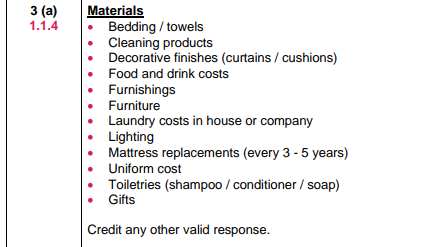 3 (a)
1.1.4
Materials
• Bedding / towels
• Cleaning products
• Decorative finishes (curtains / cushions)
• Food and drink costs
• Furnishings
• Furniture
• Laundry costs in house or company
• Lighting
• Mattress replacements (every 3 - 5 years)
• Uniform cost
• Toiletries (shampoo / conditioner / soap)
• Gifts
Credit any other valid response.